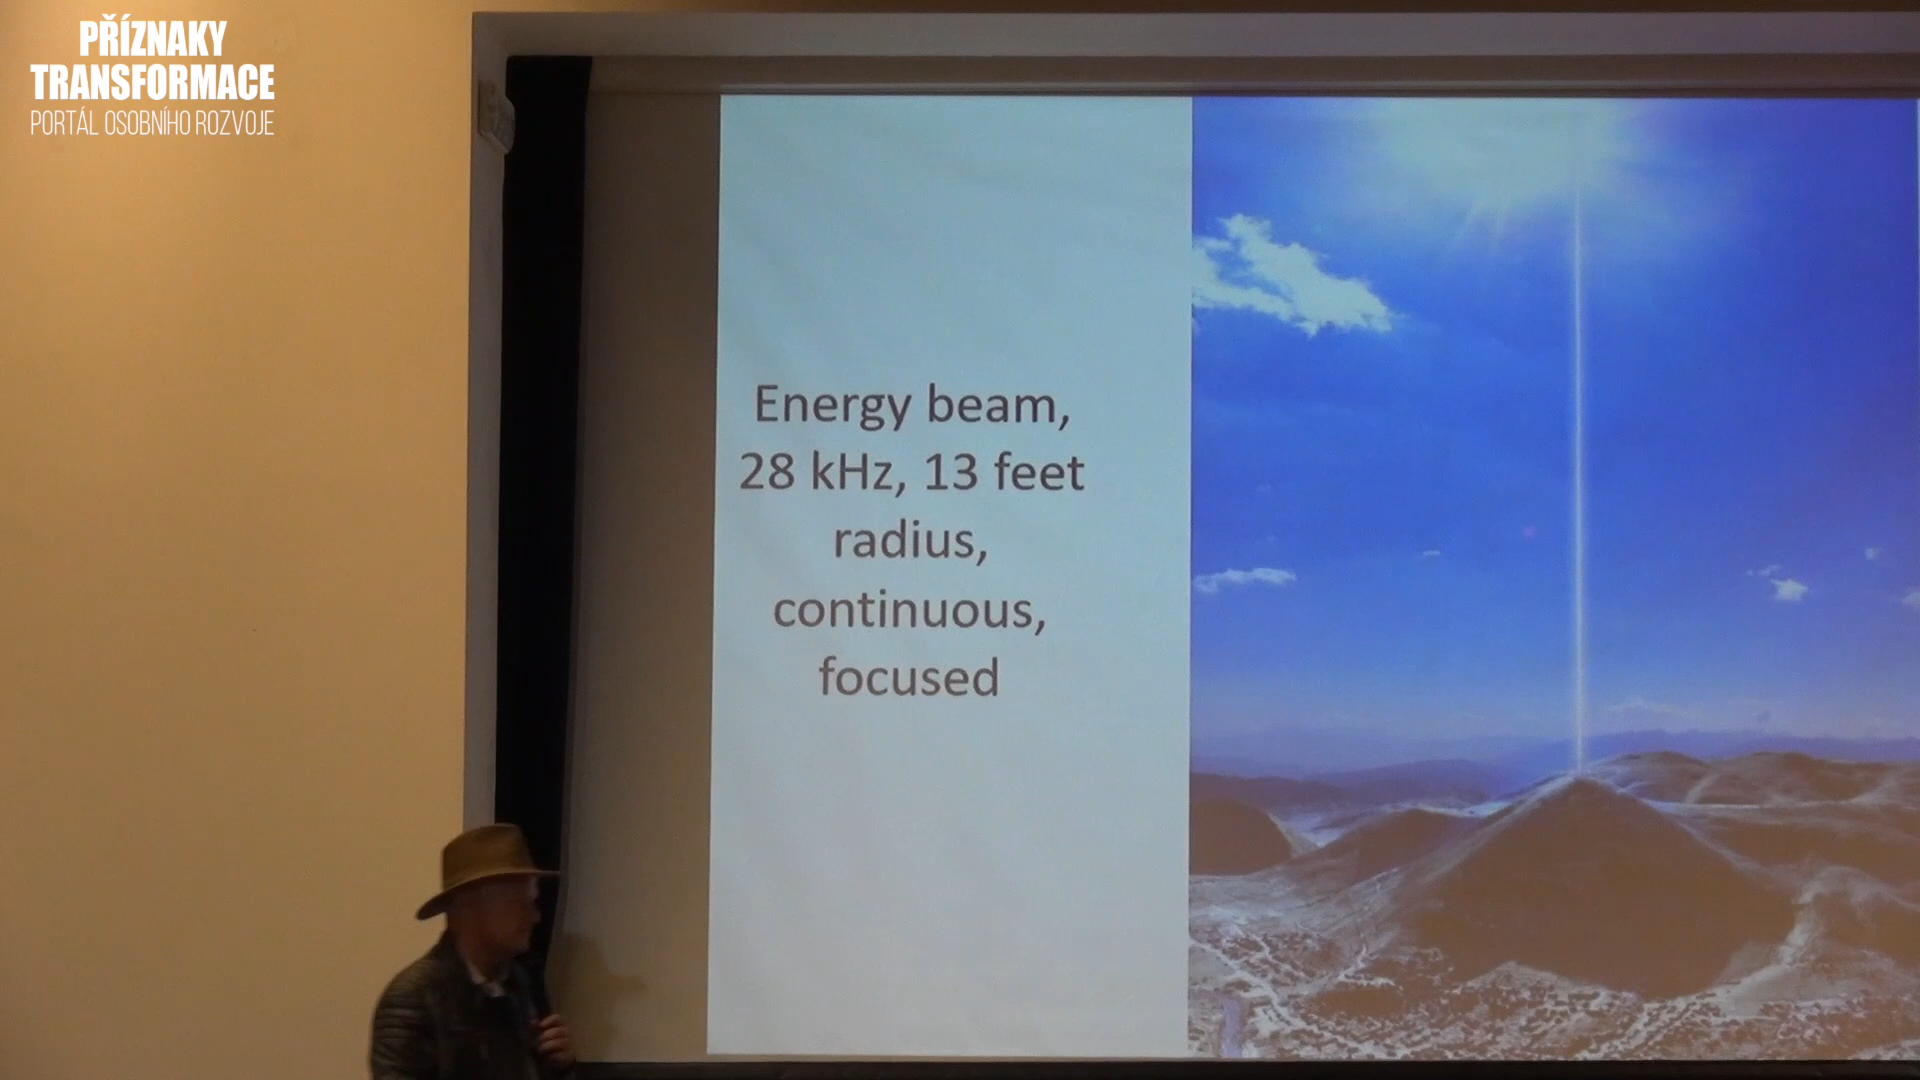 PŘÍZNAKY
TRANSFORMACE
PORTÁL OSOBNÍHO ROZVOJE
Energy beam,
28 kHz, 13 feet
radius,
continuous,
focused